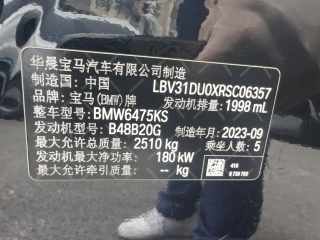 华晨宝马汽车有限公司制造
制造国：中国 LBV31DU0XRSC06357
品牌：宝马(BMW)牌 发动机排量：1998 mL
整车型号：BMW6475KS
发动机型号：B48B20G 制造年月：2023-09
最大允许总质量：2510 kg 乘坐人数：5
发动机最大净功率：180 kW
最大允许牵引质量：-- kg
416